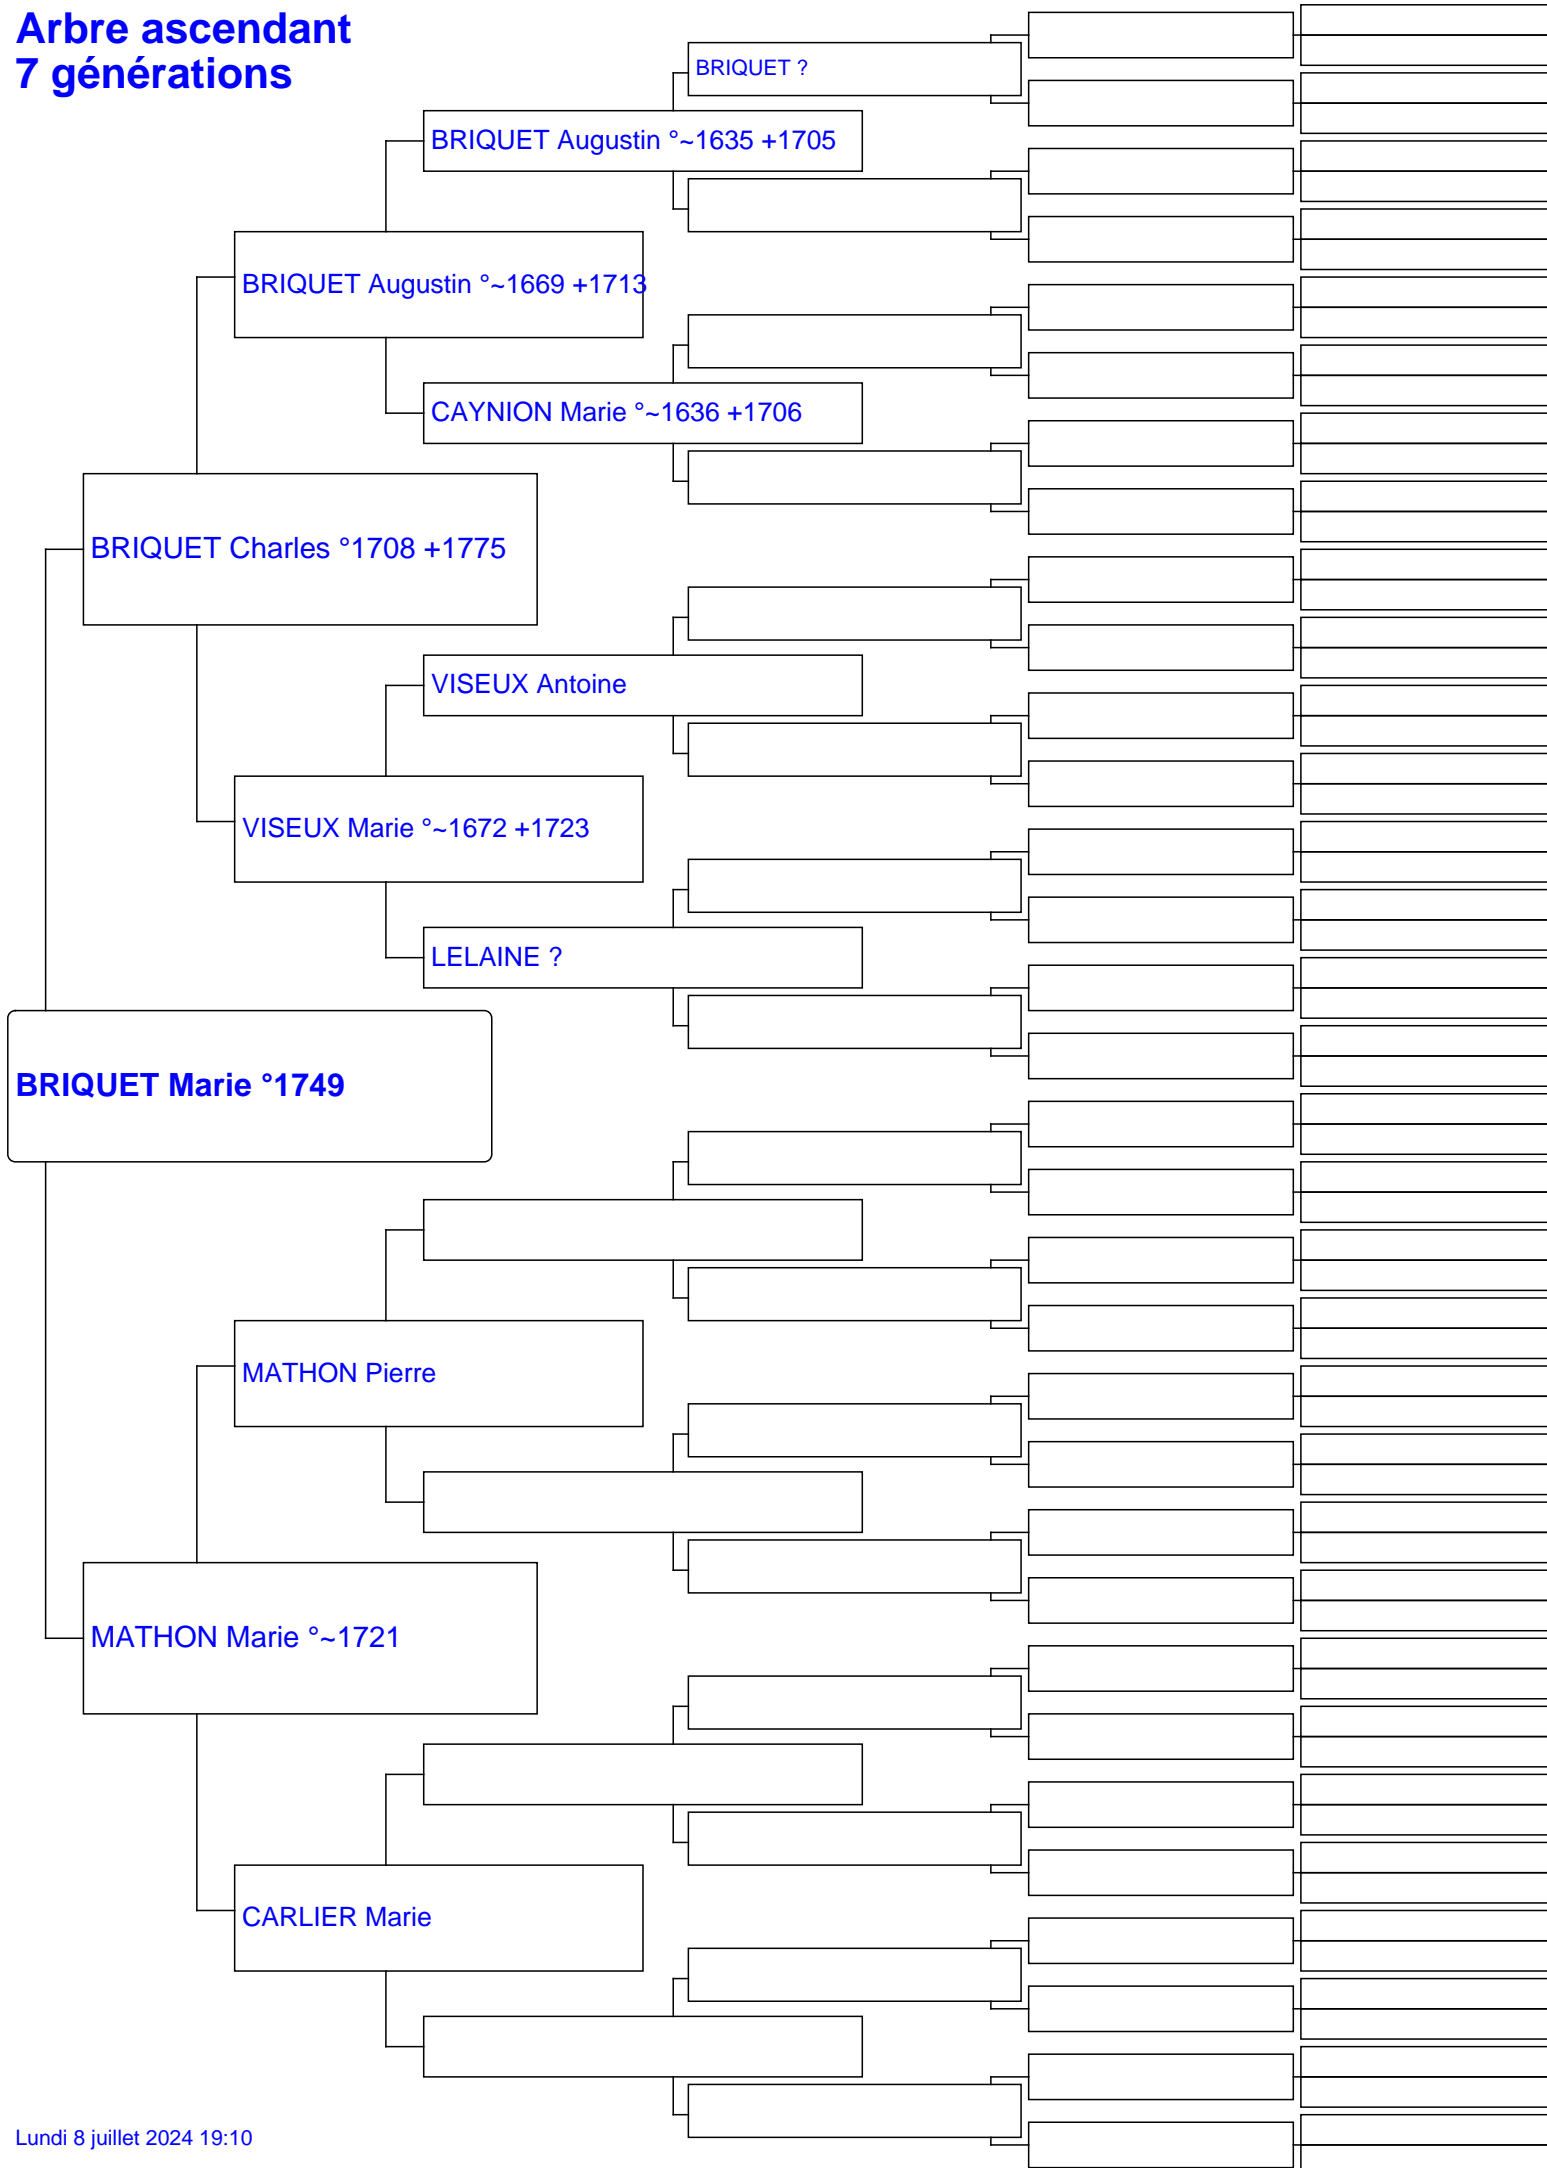 Arbre ascendant
7 générations
BRIQUET ?
BRIQUET Augustin °~1635 +1705
BRIQUET Augustin °~1669 +1713
CAYNION Marie °~1636 +1706
BRIQUET Charles °1708 +1775
VISEUX Antoine
VISEUX Marie °~1672 +1723
LELAINE ?
BRIQUET Marie °1749
MATHON Pierre
MATHON Marie °~1721
CARLIER Marie
Lundi 8 juillet 2024 19:10